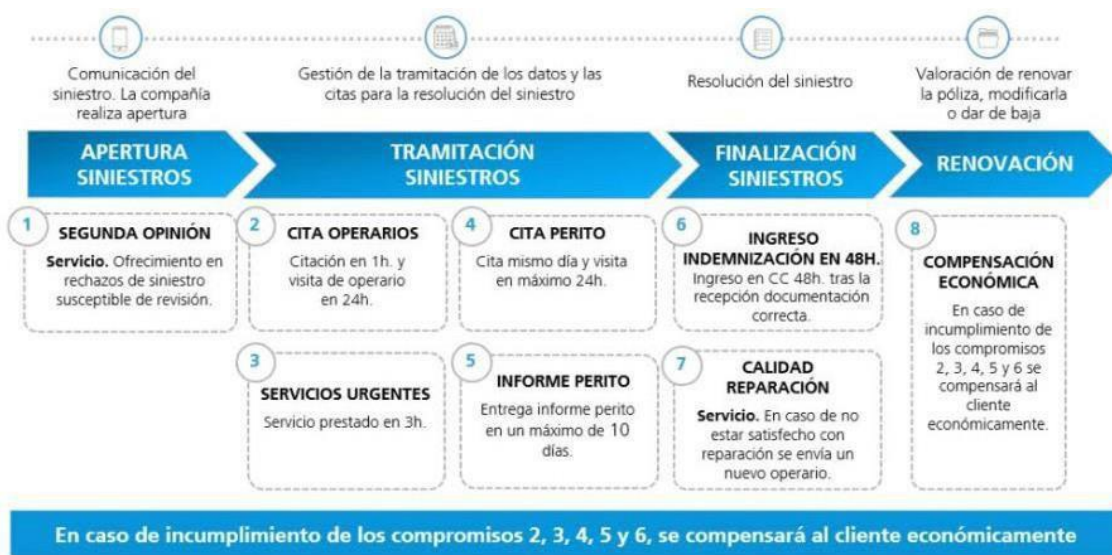 Comunicación del
siniestro. La compañía
realiza apertura
Gestión de la tramitación de los datos y las
citas para la resolución del siniestro
Resolución del siniestro
Valoración de renovar
la póliza, modificarla
o dar de baja
APERTURA
SINIESTROS
TRAMITACIÓN
SINIESTROS
FINALIZACIÓN
SINIESTROS
RENOVACIÓN
1
SEGUNDA OPINIÓN
Servicio. Ofrecimiento en
rechazos de siniestro
susceptible de revisión.
2
CITA OPERARIOS
Citación en 1h. y
visita de operario
en 24h.
3
SERVICIOS URGENTES
Servicio prestado en 3h.
4
CITA PERITO
Cita mismo día y visita
en máximo 24h.
5
INFORME PERITO
Entrega informe perito
en un máximo de 10
días.
6
INGRESO
INDEMNIZACIÓN EN 48H.
Ingreso en CC 48h. tras la
recepción documentación
correcta.
7
CALIDAD
REPARACIÓN
Servicio. En caso de no
estar satisfecho con
reparación se envía un
nuevo operario.
8
COMPENSACIÓN
ECONÓMICA
En caso de
incumplimiento de
los compromisos
2, 3, 4, 5 y 6 se
compensará al
cliente
económicamente.
En caso de incumplimiento de los compromisos 2, 3, 4, 5 y 6, se compensará al cliente económicamente